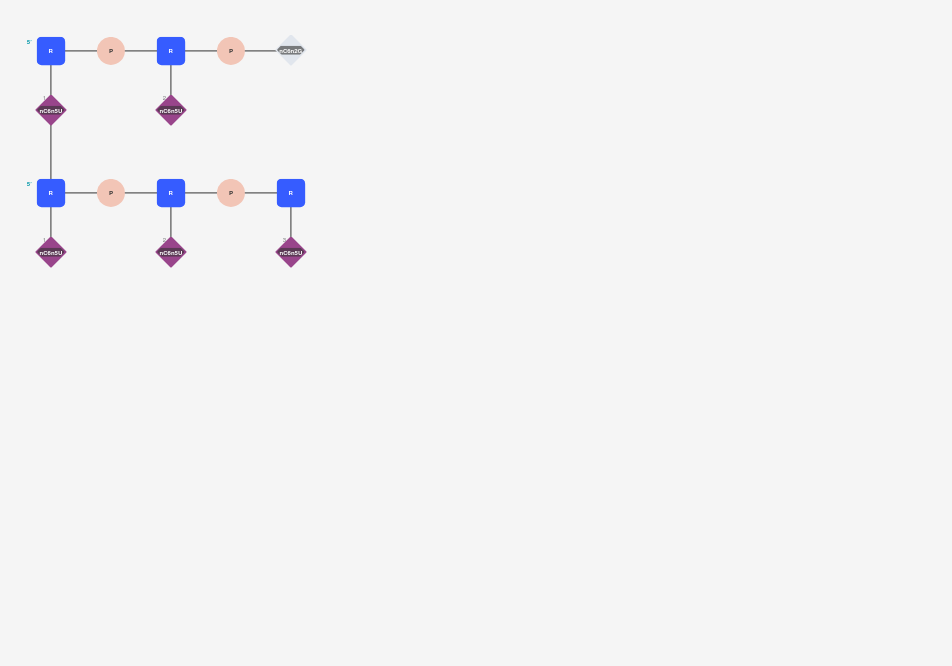 5'
R P R P nC6n2G
1 2
nC6n5U nC6n5U
5'
R P R P R
1 2 3
nC6n5U nC6n5U nC6n5U